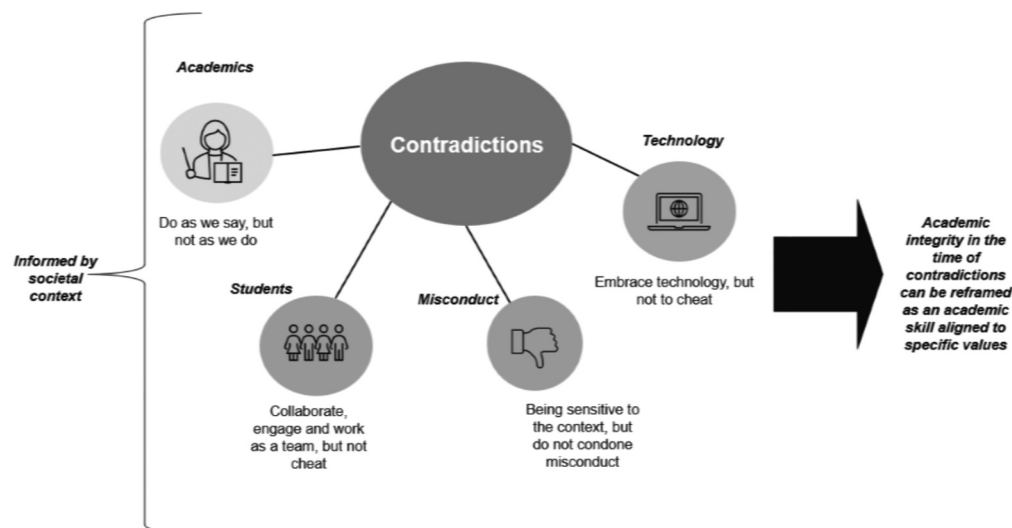 Informed by
societal
context
Academics
Do as we say, but
not as we do
Contradictions
Students
Collaborate,
engage and work
as a team, but not
cheat
Misconduct
Being sensitive to
the context, but
do not condone
misconduct
Technology
Embrace technology, but
not to cheat
Academic
integrity in the
time of
contradictions
can be reframed
as an academic
skill aligned to
specific values